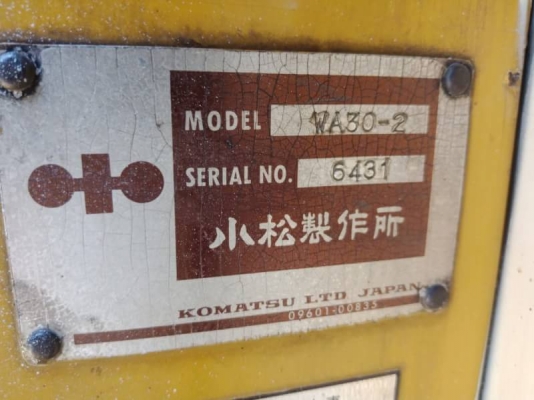 MODEL WA30-2
SERIAL NO. 6431
小松製作所
KOMATSU LTD. JAPAN
09601-00835